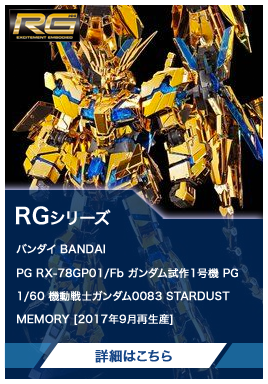 RG
EXCITEMENT EMBODIED
RGシリーズ
バンダイ BANDAI
PG RX-78GP01/Fb ガンダム試作1号機 PG
1/60 機動戦士ガンダム0083 STARDUST
MEMORY [2017年9月再生産]
詳細はこちら